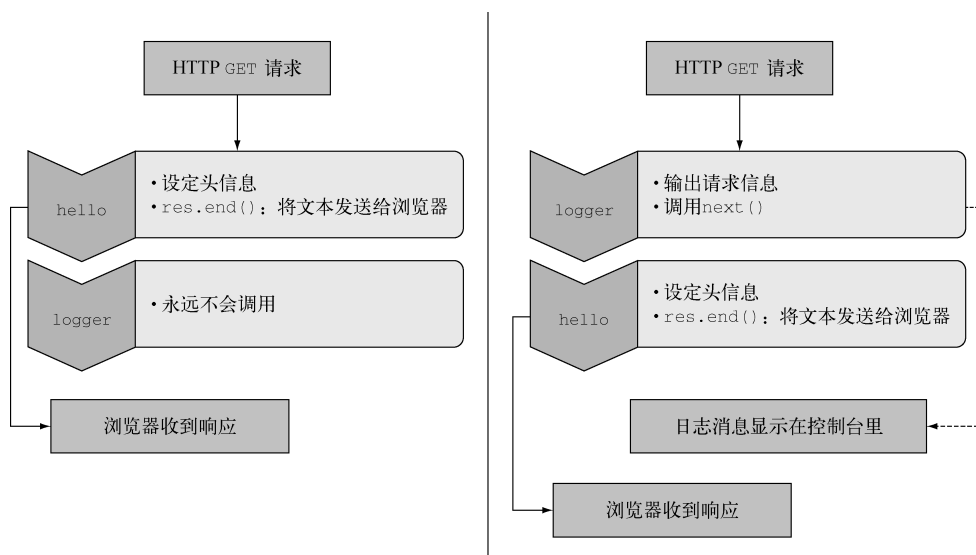 HTTP GET 请求
hello
· 设定头信息
· res.end()：将文本发送给浏览器
logger
· 永远不会调用
浏览器收到响应
HTTP GET 请求
logger
· 输出请求信息
· 调用next()
hello
· 设定头信息
· res.end()：将文本发送给浏览器
日志消息显示在控制台里
浏览器收到响应